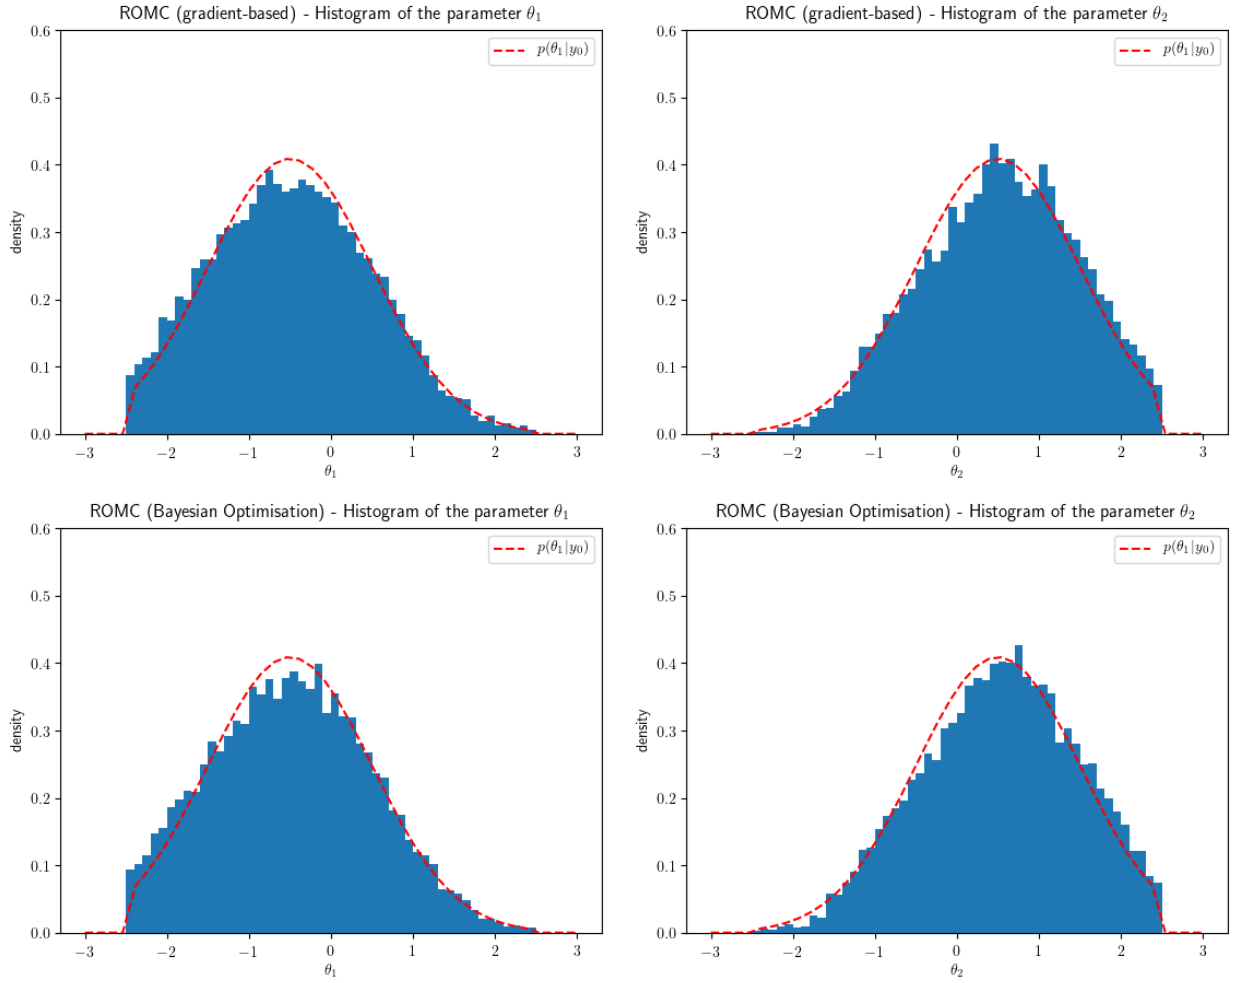 ROMC (gradient-based) - Histogram of the parameter θ₁
0.6
0.5
0.4
0.3
0.2
0.1
0.0
density
p(θ₁|y₀)
−3 −2 −1 0 1 2 3
θ₁
ROMC (gradient-based) - Histogram of the parameter θ₂
0.6
0.5
0.4
0.3
0.2
0.1
0.0
density
p(θ₁|y₀)
−3 −2 −1 0 1 2 3
θ₂
ROMC (Bayesian Optimisation) - Histogram of the parameter θ₁
0.6
0.5
0.4
0.3
0.2
0.1
0.0
density
p(θ₁|y₀)
−3 −2 −1 0 1 2 3
θ₁
ROMC (Bayesian Optimisation) - Histogram of the parameter θ₂
0.6
0.5
0.4
0.3
0.2
0.1
0.0
density
p(θ₁|y₀)
−3 −2 −1 0 1 2 3
θ₂